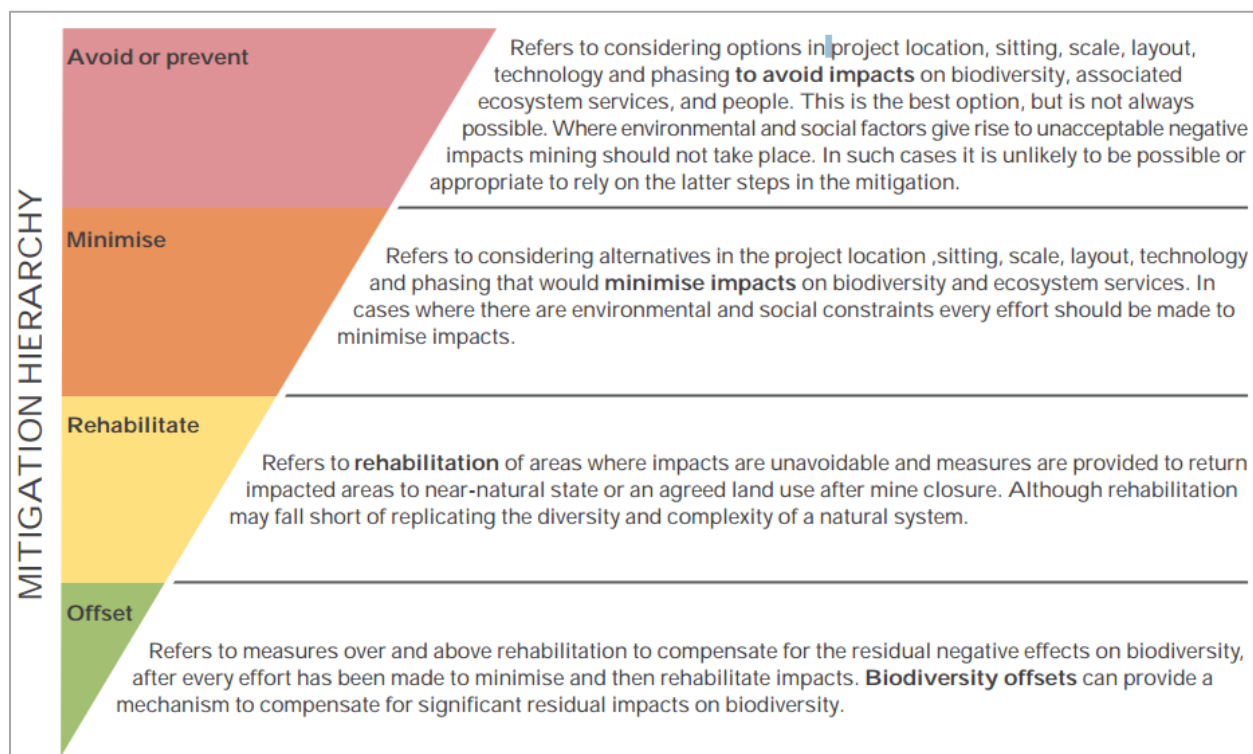 MITIGATION HIERARCHY
Avoid or prevent
Refers to considering options in project location, sitting, scale, layout,
technology and phasing to avoid impacts on biodiversity, associated
ecosystem services, and people. This is the best option, but is not always
possible. Where environmental and social factors give rise to unacceptable negative
impacts mining should not take place. In such cases it is unlikely to be possible or
appropriate to rely on the latter steps in the mitigation.
Minimise
Refers to considering alternatives in the project location ,sitting, scale, layout, technology
and phasing that would minimise impacts on biodiversity and ecosystem services. In
cases where there are environmental and social constraints every effort should be made to
minimise impacts.
Rehabilitate
Refers to rehabilitation of areas where impacts are unavoidable and measures are provided to return
impacted areas to near-natural state or an agreed land use after mine closure. Although rehabilitation
may fall short of replicating the diversity and complexity of a natural system.
Offset
Refers to measures over and above rehabilitation to compensate for the residual negative effects on biodiversity,
after every effort has been made to minimise and then rehabilitate impacts. Biodiversity offsets can provide a
mechanism to compensate for significant residual impacts on biodiversity.